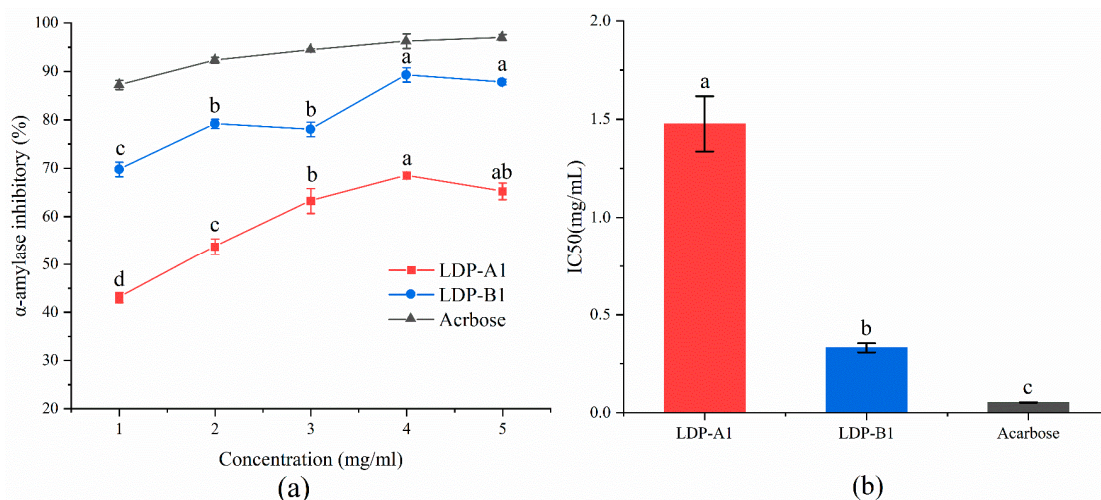 α-amylase inhibitory (%)
100
90
80
70
60
50
40
30
20
a
a
b
b
c
a
ab
b
c
d
LDP-A1
LDP-B1
Acrbose
1 2 3 4 5
Concentration (mg/ml)
(a)
IC50(mg/mL)
2.0
1.5
1.0
0.5
0.0
a
b
c
LDP-A1 LDP-B1 Acarbose
(b)